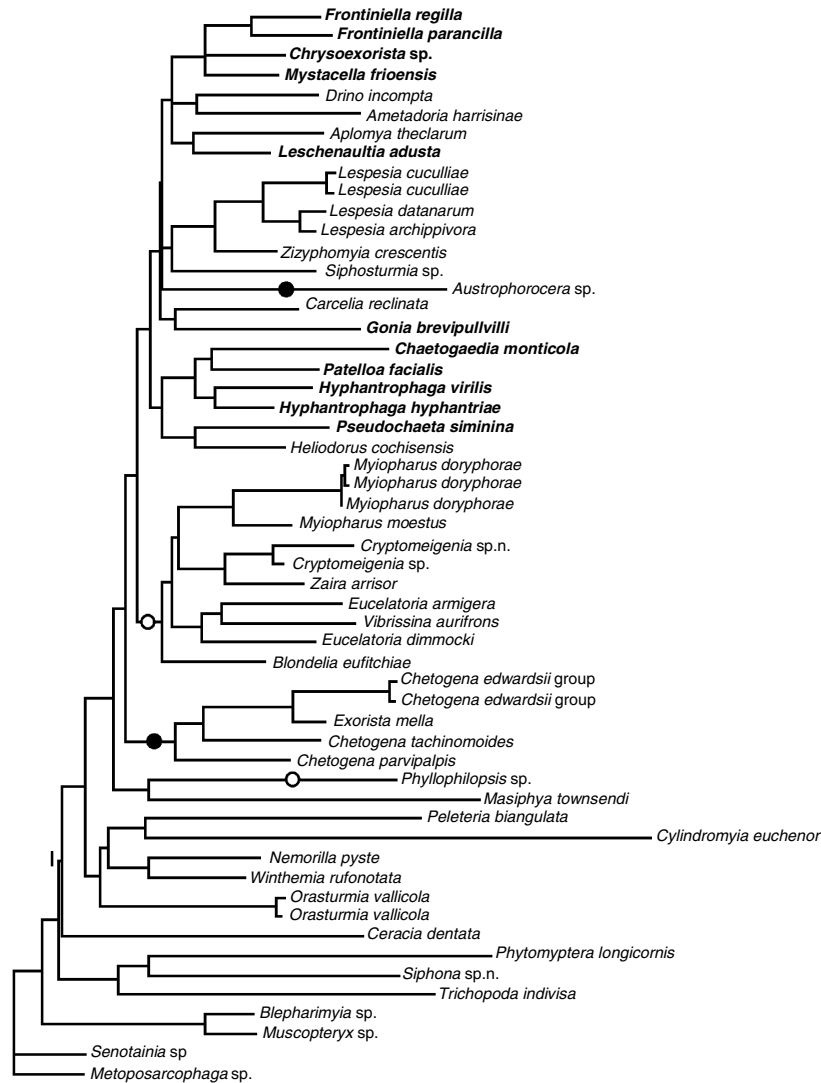 Frontiniella regilla
Frontiniella parancilla
Chrysoexorista sp.
Mystacella frioensis
Drino incompta
Ametadoria harrisinae
Aplomya theclarum
Leschenaultia adusta
Lespesia cuculliae
Lespesia cuculliae
Lespesia datanarum
Lespesia archippivora
Zizyphomyia crescentis
Siphosturmia sp.
Austrophorocera sp.
Carcelia reclinata
Gonia brevipullvilli
Chaetogaedia monticola
Patelloa facialis
Hyphantrophaga virilis
Hyphantrophaga hyphantriae
Pseudochaeta siminina
Heliodorus cochisensis
Myiopharus doryphorae
Myiopharus doryphorae
Myiopharus doryphorae
Myiopharus moestus
Cryptomeigenia sp.n.
Cryptomeigenia sp.
Zaira arrisor
Eucelatoria armigera
Vibrissina aurifrons
Eucelatoria dimmocki
Blondelia eufitchiae
Chetogena edwardsii group
Chetogena edwardsii group
Exorista mella
Chetogena tachinomoides
Chetogena parvipalpis
Phyllophilopsis sp.
Masiphya townsendi
Peleteria biangulata
Cylindromyia euchenor
I
Nemorilla pyste
Winthemia rufonotata
Orasturmia vallicola
Orasturmia vallicola
Ceracia dentata
Phytomyptera longicornis
Siphona sp.n.
Trichopoda indivisa
Blepharimyia sp.
Muscopteryx sp.
Senotainia sp
Metoposarcophaga sp.